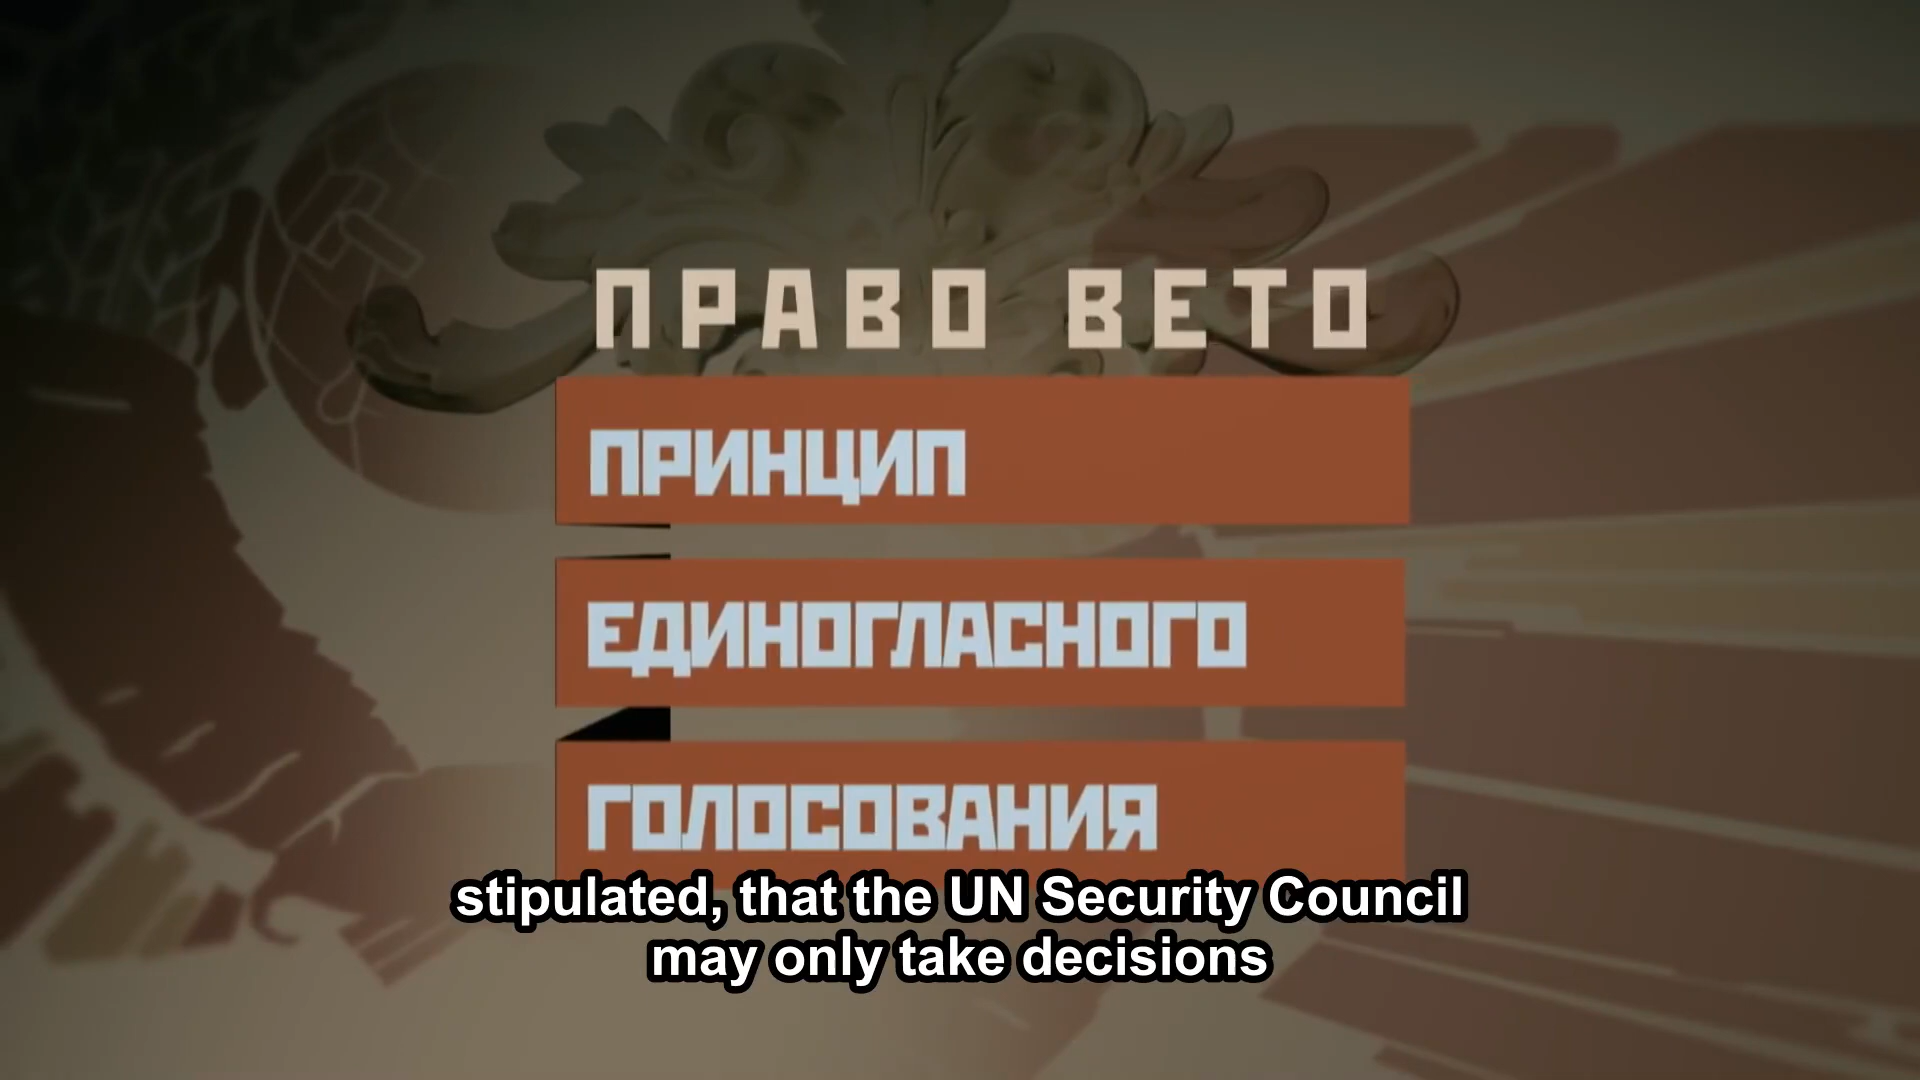 ПРАВО ВЕТО
ПРИНЦИП
ЕДИНОГЛАСНОГО
ГОЛОСОВАНИЯ
stipulated, that the UN Security Council
may only take decisions